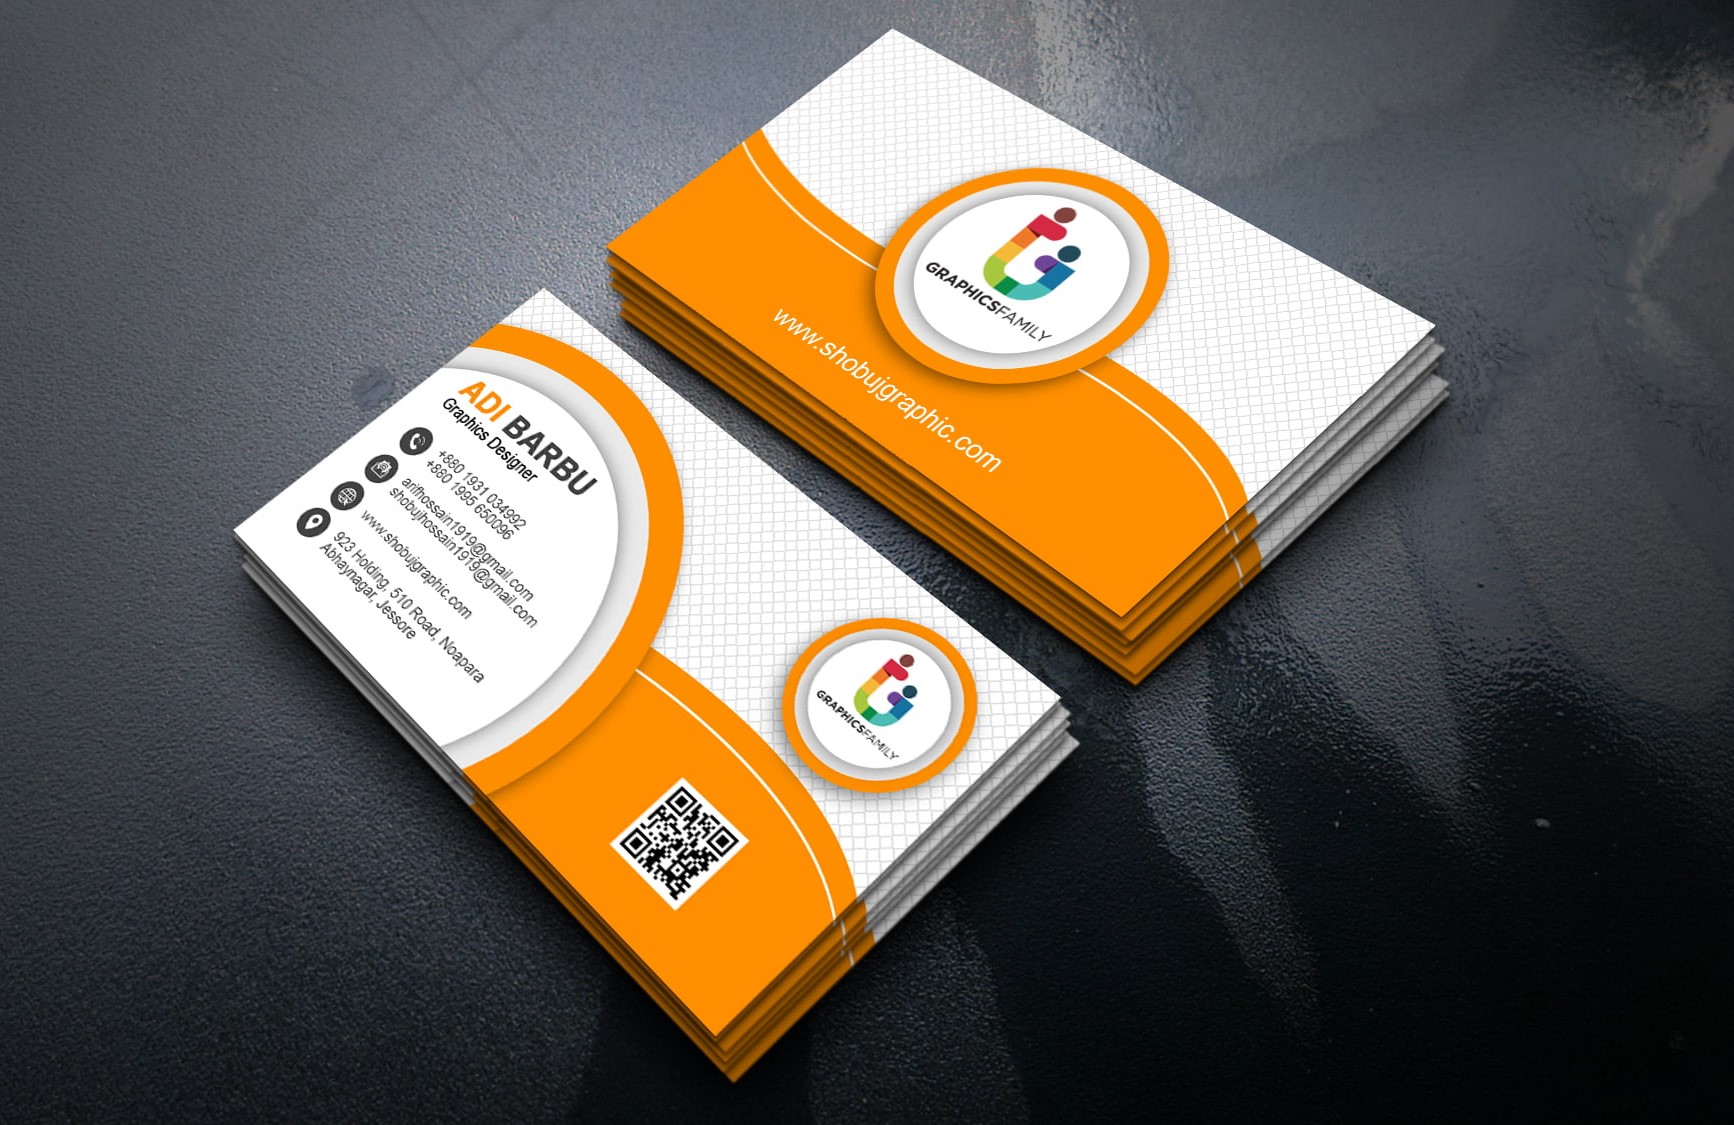 GRAPHICSFAMILY
www.shobujgraphic.com
ADI BARBU
Graphics Designer
+880 1931 034992
+880 1995 650096
arifhossain1919@gmail.com
shobujhossain1919@gmail.com
www.shobujgraphic.com
923 Holding, 510 Road, Noapara
Abhaynagar, Jessore
GRAPHICSFAMILY